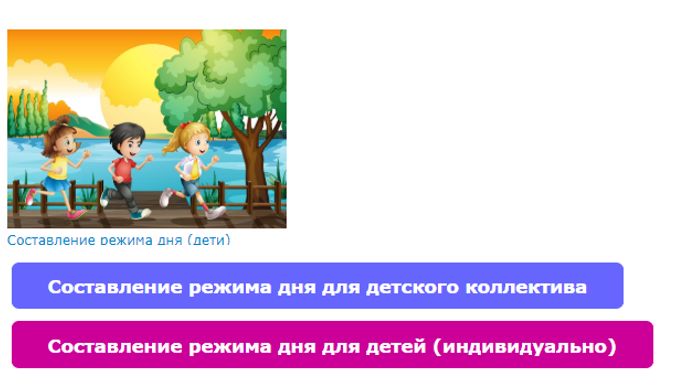 Составление режима дня (дети)
Составление режима дня для детского коллектива
Составление режима дня для детей (индивидуально)